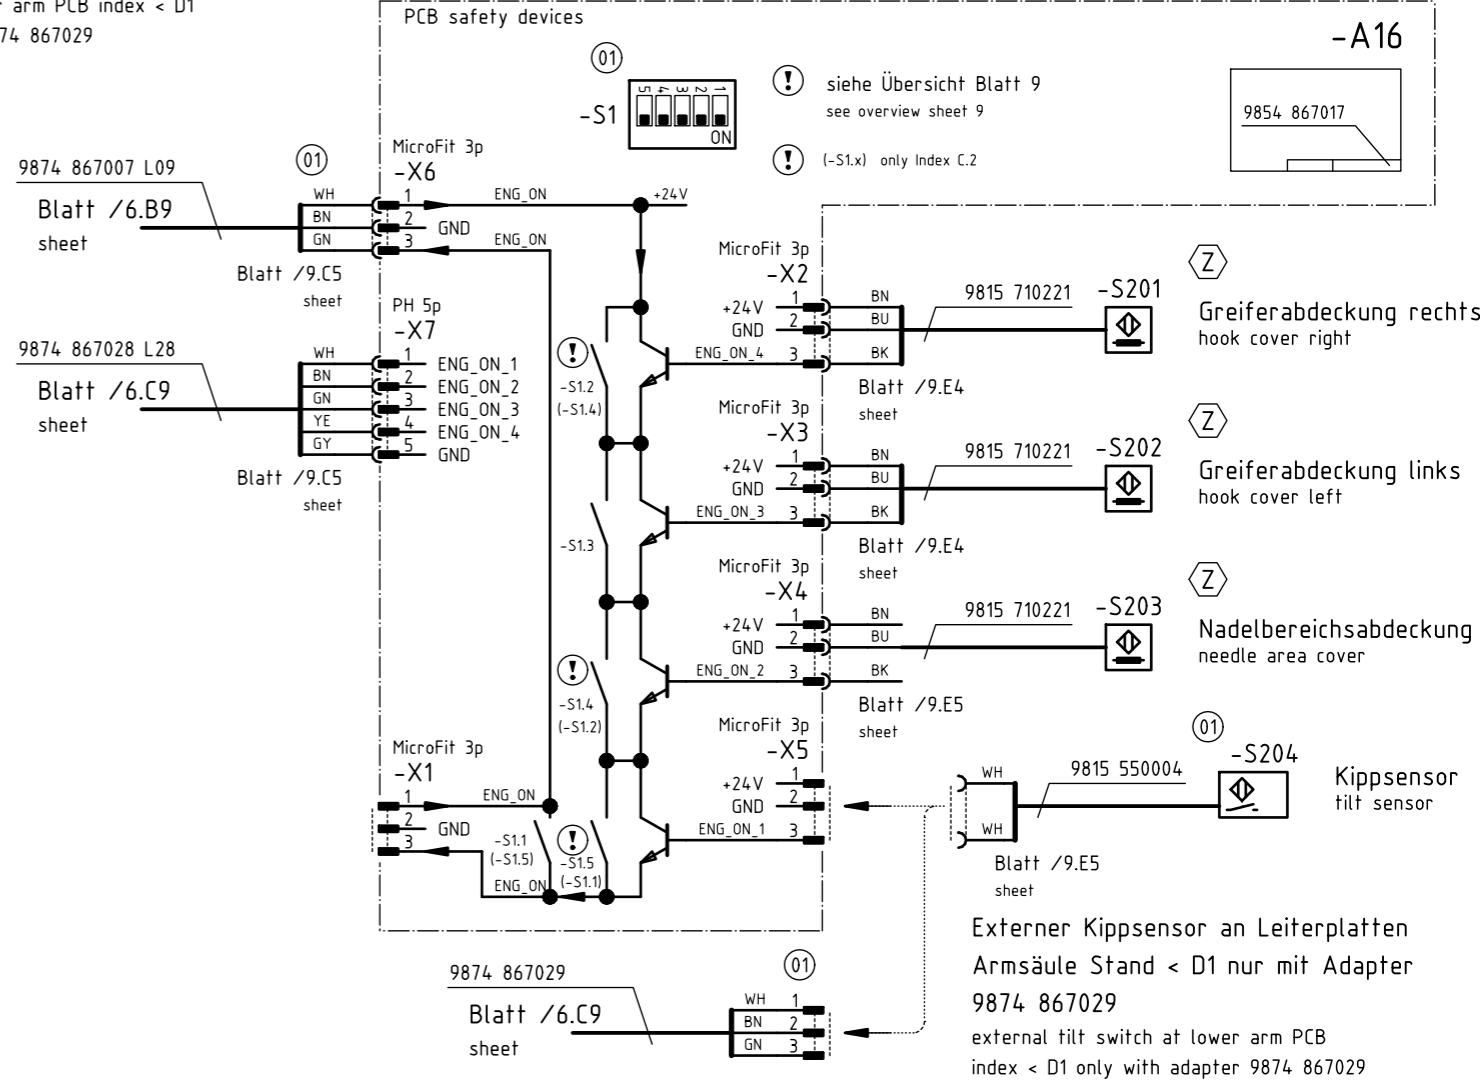 arm PCB index < D1
74 867029
PCB safety devices
-A16
01
-S1
5 4 3 2 1
ON
! siehe Übersicht Blatt 9
see overview sheet 9
! (-S1.x) only Index C.2
9854 867017
9874 867007 L09
Blatt /6.B9
sheet
01
MicroFit 3p
-X6
WH 1 ENG_ON
BN 2 GND
GN 3 ENG_ON
+24V
Blatt /9.C5
sheet
PH 5p
-X7
9874 867028 L28
Blatt /6.C9
sheet
WH 1 ENG_ON_1
BN 2 ENG_ON_2
GN 3 ENG_ON_3
YE 4 ENG_ON_4
GY 5 GND
Blatt /9.C5
sheet
!
-S1.2
(-S1.4)
-S1.3
!
-S1.4
(-S1.2)
MicroFit 3p
-X2
+24V 1 BN
GND 2 BU
ENG_ON_4 3 BK
9815 710221
-S201
Z
Greiferabdeckung rechts
hook cover right
Blatt /9.E4
sheet
MicroFit 3p
-X3
+24V 1 BN
GND 2 BU
ENG_ON_3 3 BK
9815 710221
-S202
Z
Greiferabdeckung links
hook cover left
Blatt /9.E4
sheet
MicroFit 3p
-X4
+24V 1 BN
GND 2 BU
ENG_ON_2 3 BK
9815 710221
-S203
Z
Nadelbereichsabdeckung
needle area cover
Blatt /9.E5
sheet
MicroFit 3p
-X5
+24V 1
GND 2
ENG_ON_1 3
WH
WH
9815 550004
01
-S204
Kippsensor
tilt sensor
Blatt /9.E5
sheet
MicroFit 3p
-X1
1 ENG_ON
2 GND
3
ENG_ON
-S1.1
(-S1.5)
!
-S1.5
(-S1.1)
9874 867029
Blatt /6.C9
sheet
01
WH 1
BN 2
GN 3
Externer Kippsensor an Leiterplatten
Armsäule Stand < D1 nur mit Adapter
9874 867029
external tilt switch at lower arm PCB
index < D1 only with adapter 9874 867029